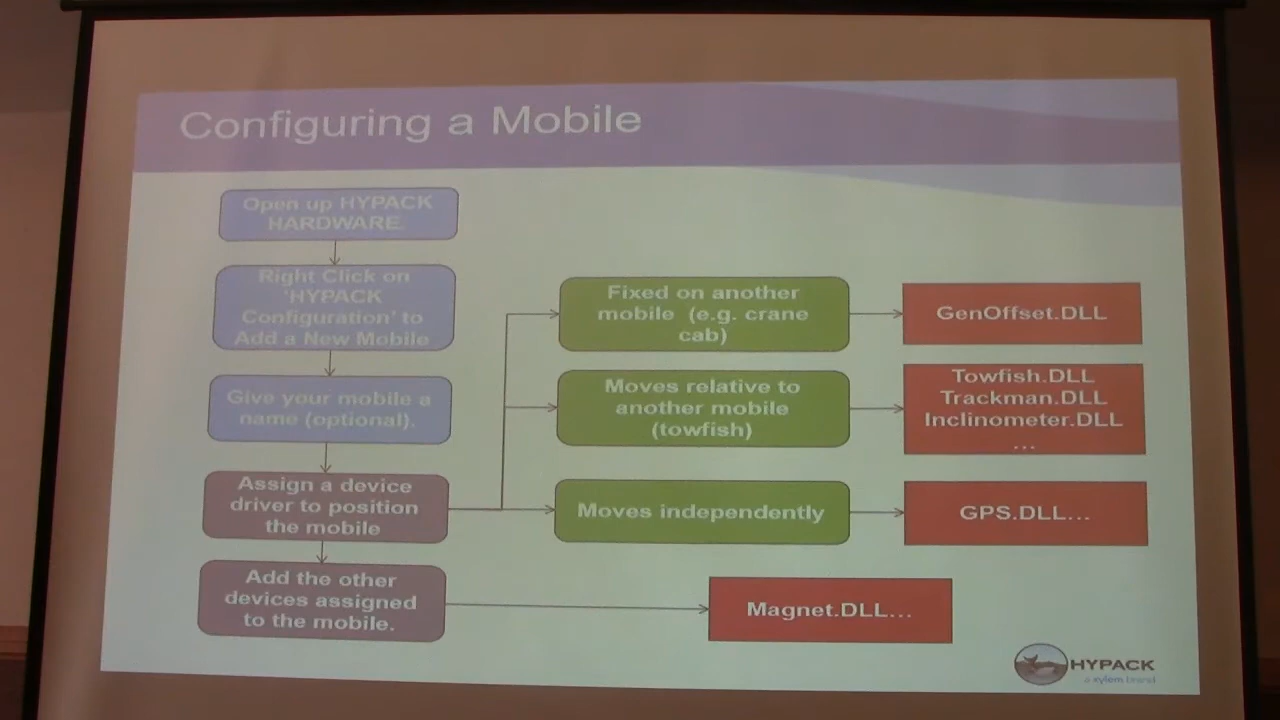 Configuring a Mobile
Open up HYPACK
HARDWARE.
Right Click on
'HYPACK
Configuration' to
Add a New Mobile
Give your mobile a
name (optional).
Assign a device
driver to position
the mobile
Add the other
devices assigned
to the mobile.
Fixed on another
mobile (e.g. crane
cab)
Moves relative to
another mobile
(towfish)
Moves independently
GenOffset.DLL
Towfish.DLL
Trackman.DLL
Inclinometer.DLL
...
GPS.DLL...
Magnet.DLL...
HYPACK
a xylem brand